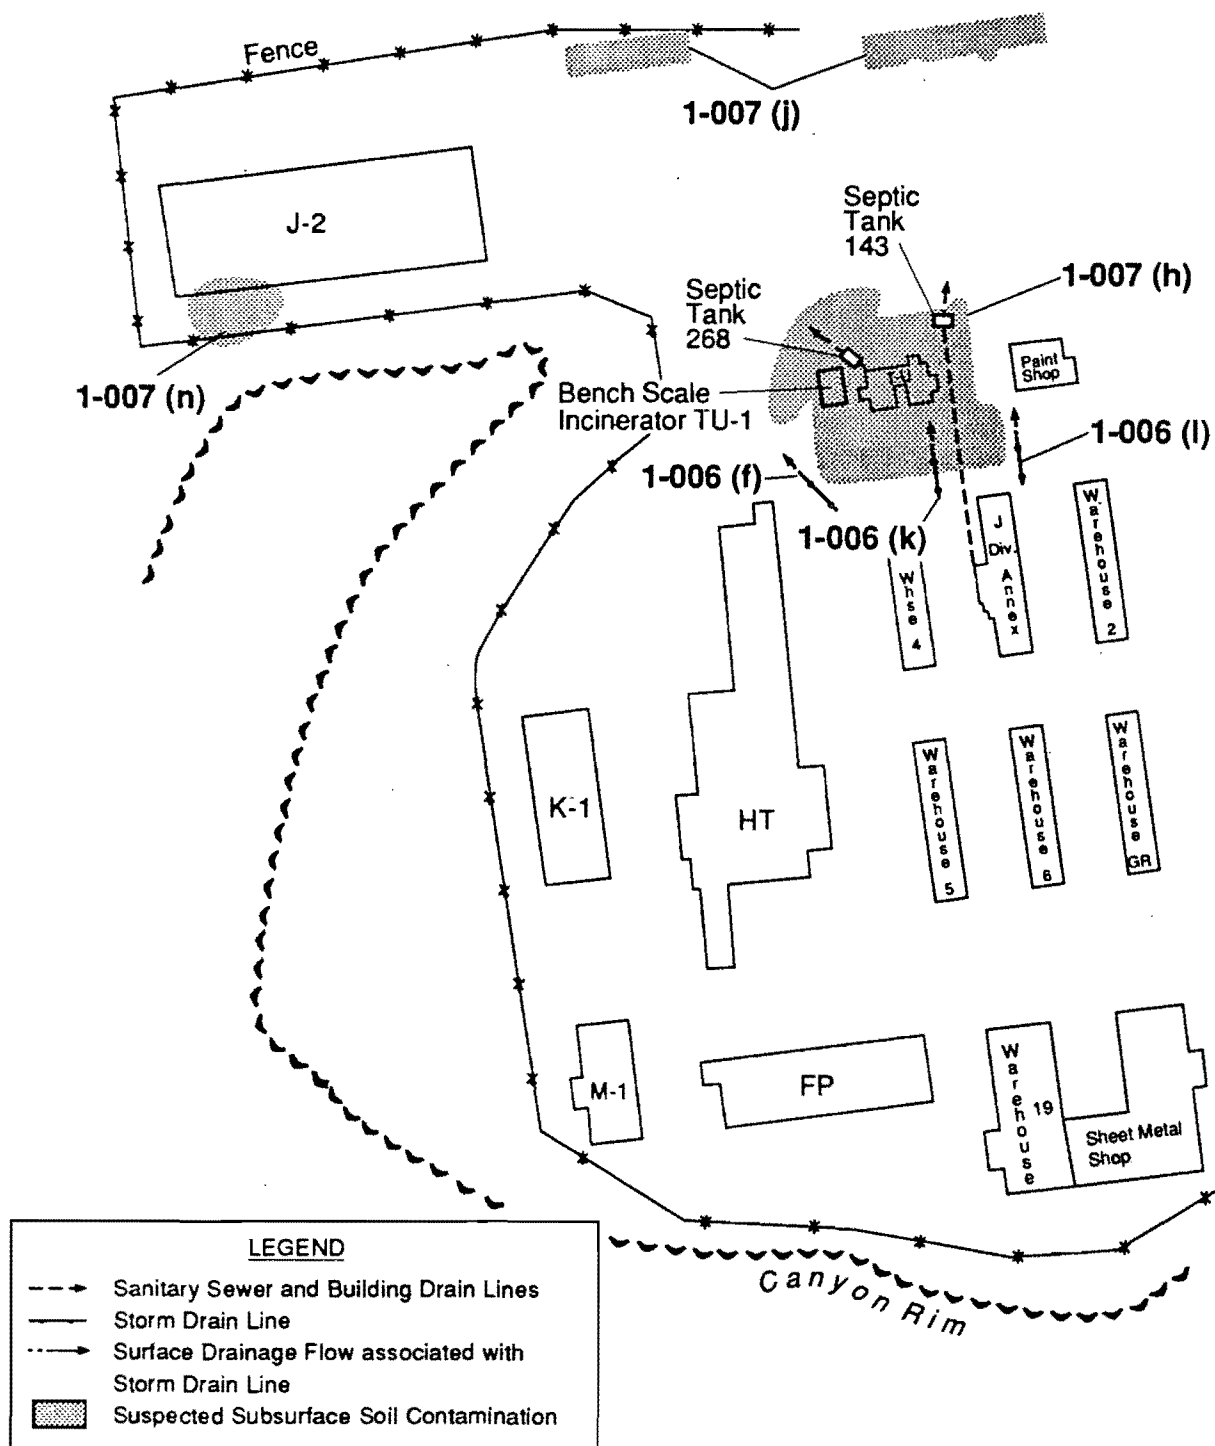 Fence
1-007 (j)
J-2
Septic
Tank
143
1-007 (h)
Septic
Tank
268
Paint
Shop
1-007 (n)
Bench Scale
Incinerator TU-1
1-006 (l)
1-006 (f)
1-006 (k)
J
Div.
Annex
Warehouse
2
Whse
4
K-1
HT
Warehouse
5
Warehouse
6
Warehouse
GR
M-1
FP
Warehouse
19
Sheet Metal
Shop
Canyon Rim
LEGEND
Sanitary Sewer and Building Drain Lines
Storm Drain Line
Surface Drainage Flow associated with
Storm Drain Line
Suspected Subsurface Soil Contamination